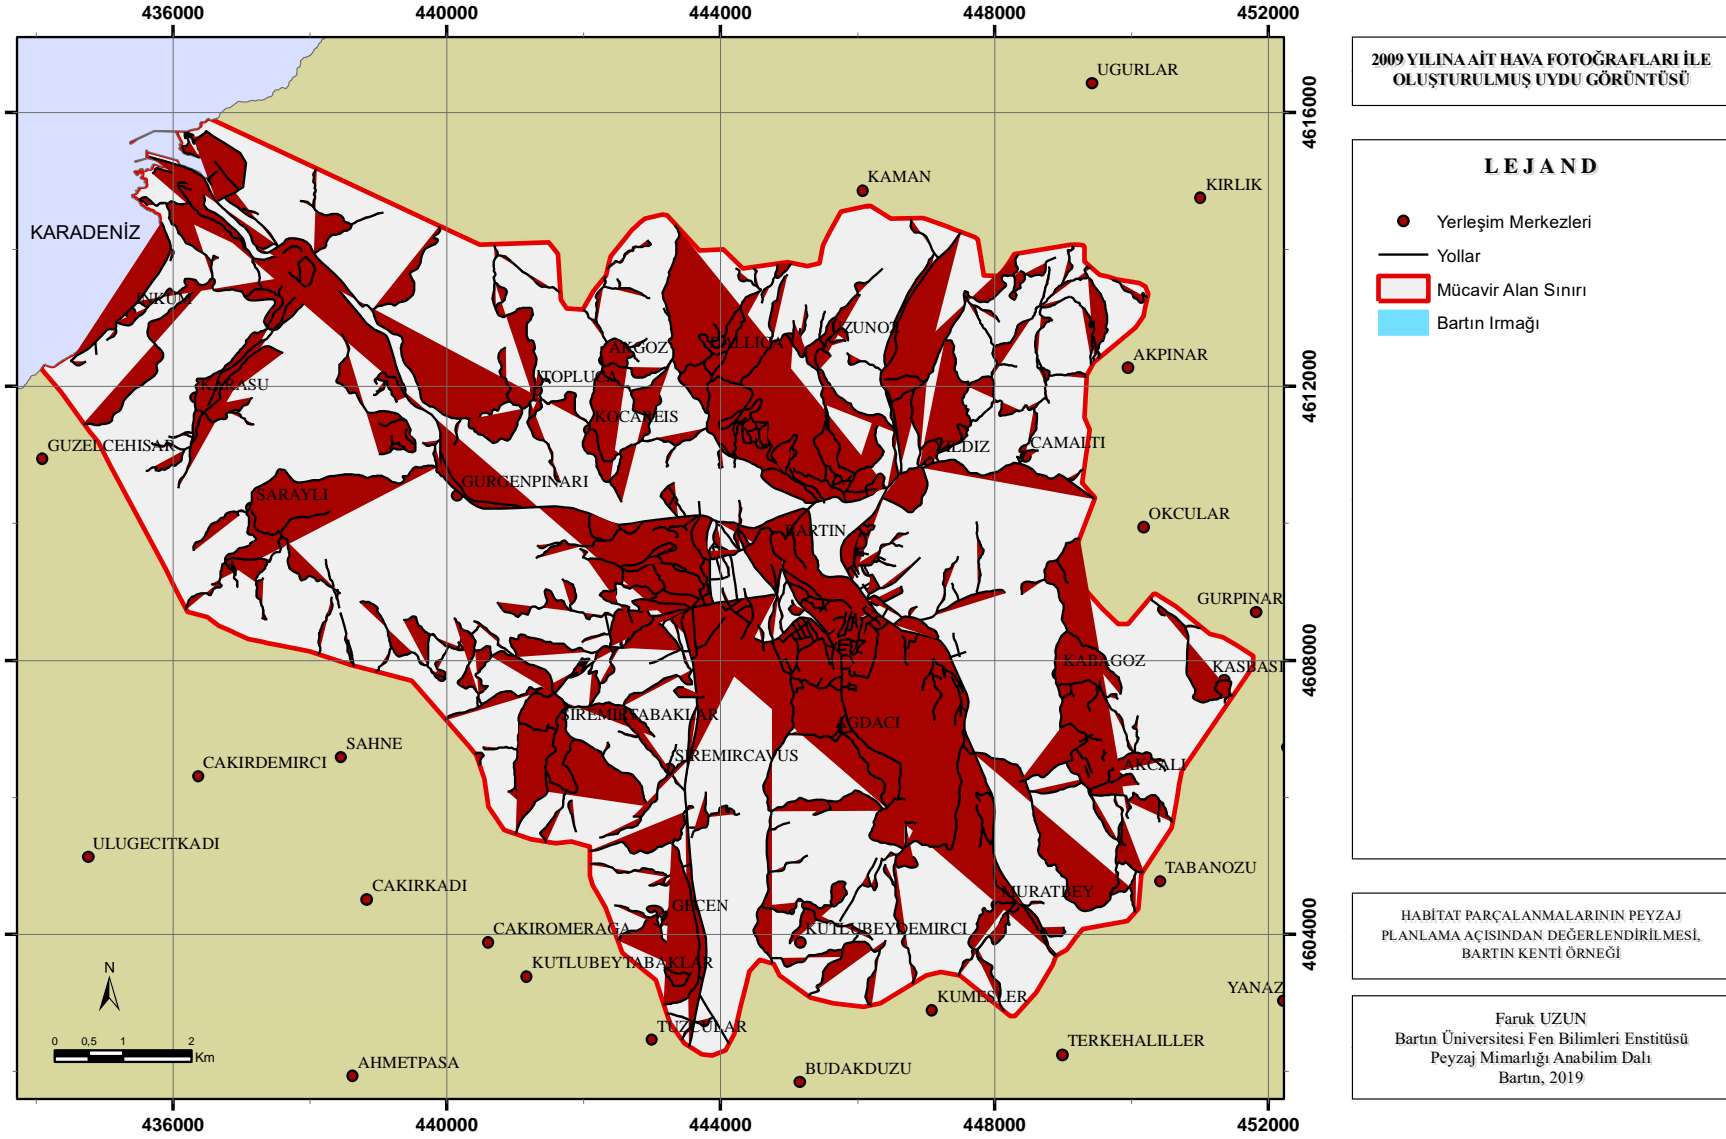 436000
440000
444000
448000
452000
4616000
4612000
4608000
4604000
UGURLAR
KAMAN
KIRLIK
KARADENİZ
INKUM
UZUNOZ
AKGOZ
AKPINAR
TOPLUCA
KARASU
KOCAREIS
GUZELCEHISAR
YILDIZ
CAMALTI
GURGENPINARI
SARAYLI
OKCULAR
BARTIN
GURPINAR
KABAGOZ
KASBASI
SIREMIRTABAKLAR
AGDACI
SAHNE
SIREMIRCAVUS
CAKIRDEMIRCI
AKCALI
ULUGECITKADI
TABANOZU
CAKIRKADI
MURATBEY
GECEN
CAKIROMERAGA
KUTLUBEYDEMIRCI
KUTLUBEYTABAKLAR
YANAZ
KUMESLER
TUZCULAR
TERKEHALILLER
AHMETPASA
BUDAKDUZU
N
0 0,5 1 2
Km
436000
440000
444000
448000
452000
2009 YILINA AİT HAVA FOTOĞRAFLARI İLE
OLUŞTURULMUŞ UYDU GÖRÜNTÜSÜ
LEJAND
Yerleşim Merkezleri
Yollar
Mücavir Alan Sınırı
Bartın Irmağı
HABİTAT PARÇALANMALARININ PEYZAJ
PLANLAMA AÇISINDAN DEĞERLENDİRİLMESİ,
BARTIN KENTİ ÖRNEĞİ
Faruk UZUN
Bartın Üniversitesi Fen Bilimleri Enstitüsü
Peyzaj Mimarlığı Anabilim Dalı
Bartın, 2019